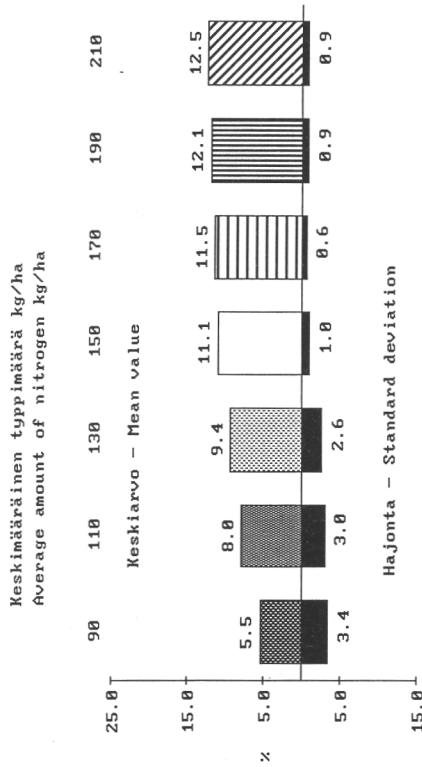 Keskimääräinen typpimäärä kg/ha
Average amount of nitrogen kg/ha
90 110 130 150 170 190 210
Keskiarvo – Mean value
25.0
15.0
5.0
5.0
15.0
%
5.5 8.0 9.4 11.1 11.5 12.1 12.5
3.4 3.0 2.6 1.0 0.6 0.9 0.9
Hajonta – Standard deviation